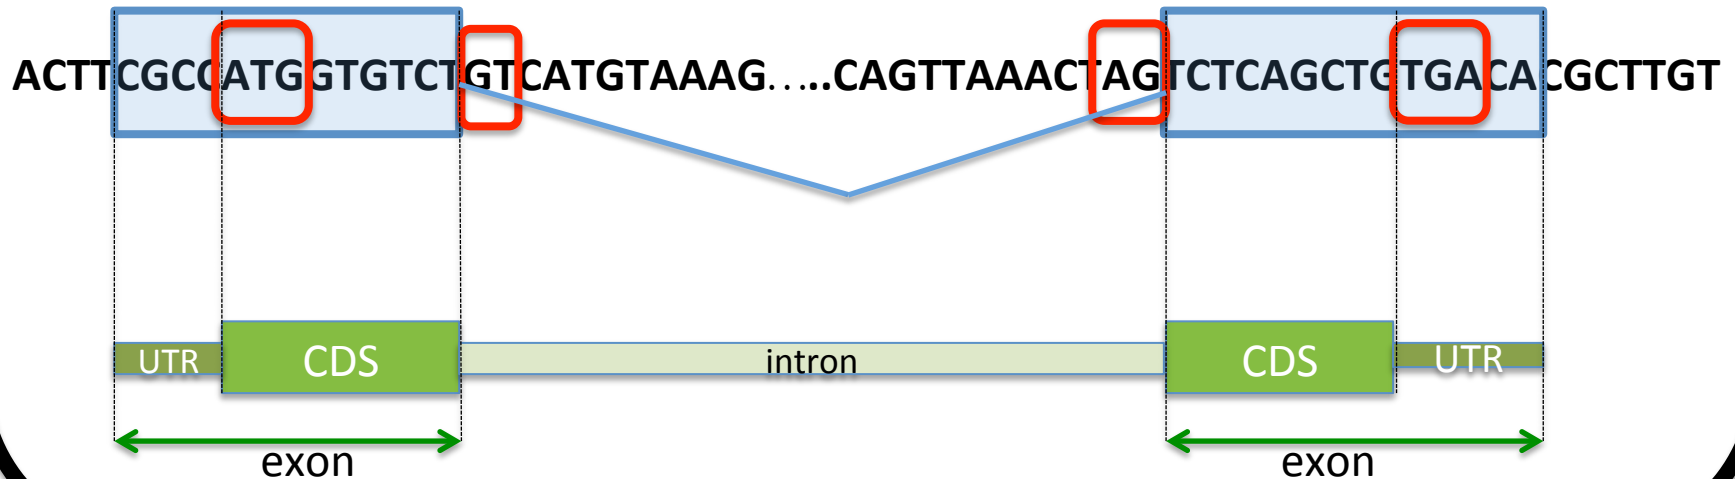 ACTTCGCCATGGTGTCTGTCATGTAAAG…..CAGTTAAACTAGTCTCAGCTGTGACACGCTTGT
UTR CDS intron CDS UTR
exon exon